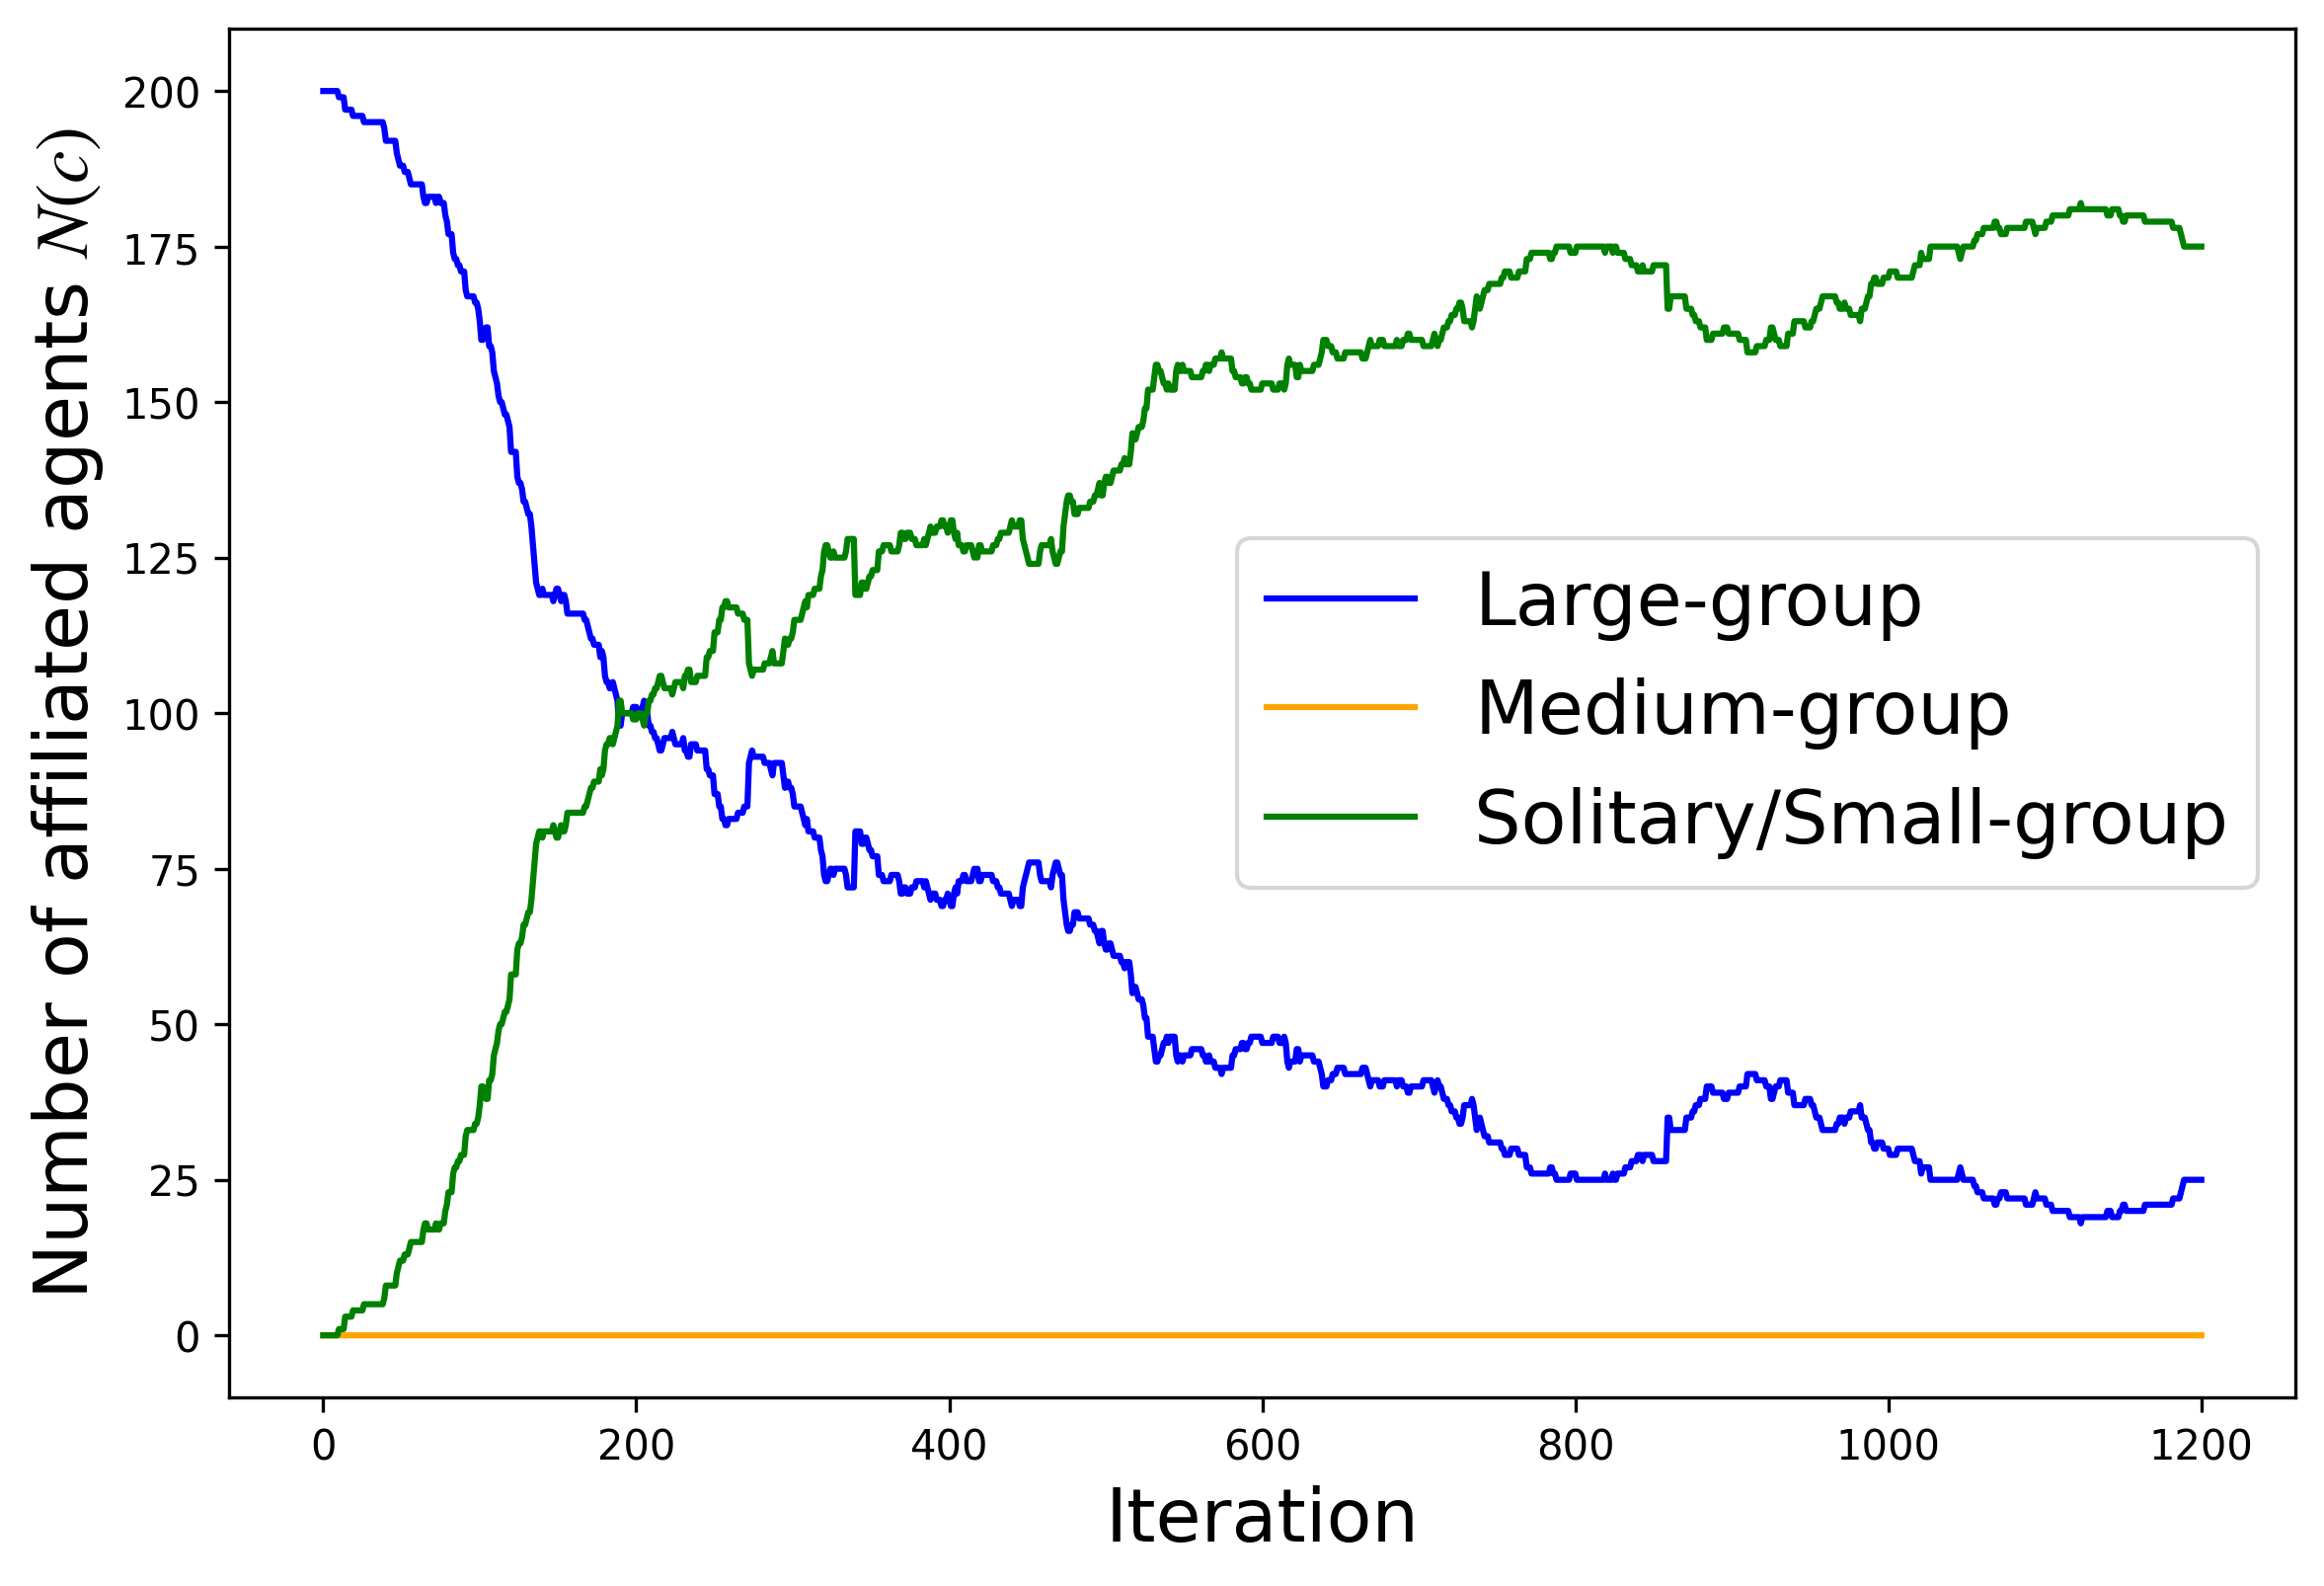 Number of affiliated agents N(c)
200
175
150
125
100
75
50
25
0
Large-group
Medium-group
Solitary/Small-group
0 200 400 600 800 1000 1200
Iteration